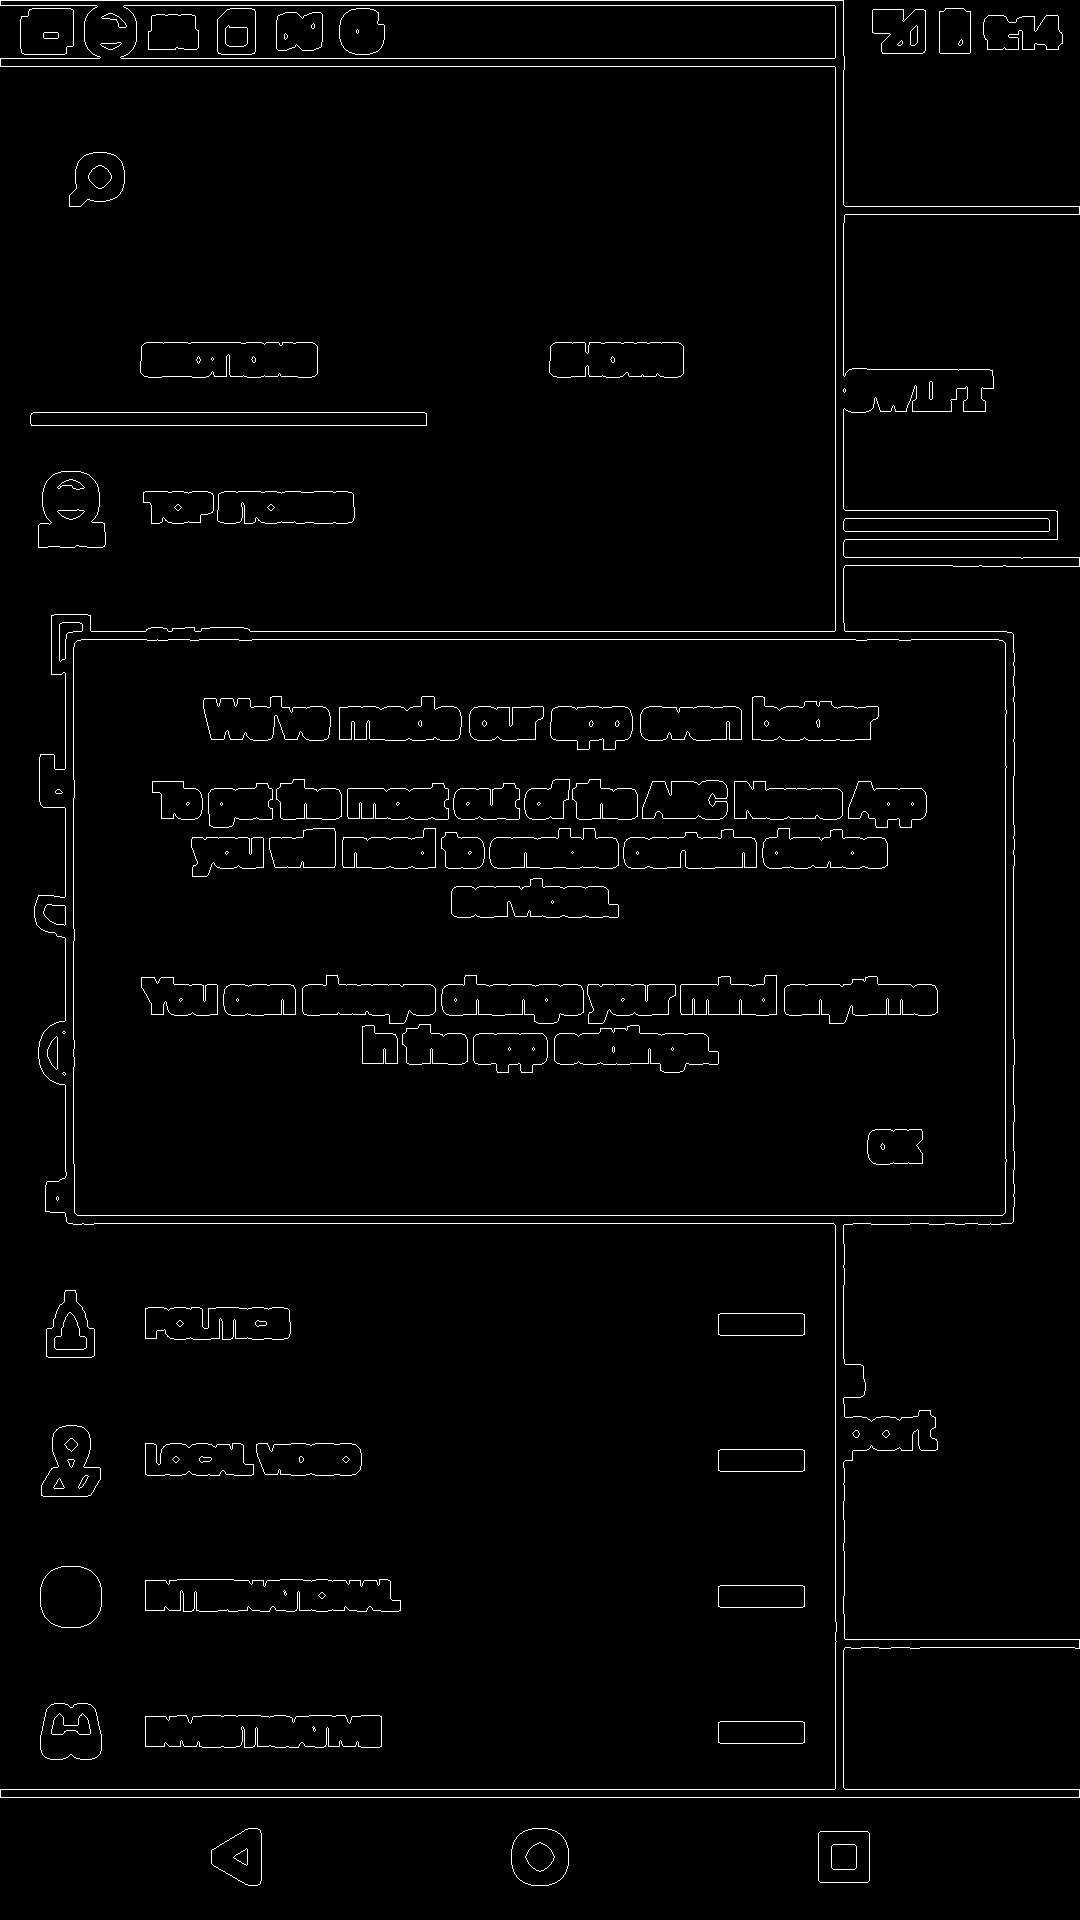 9:14
SECTIONS
SHOWS
SWIFT
TOP STORIES
We've made our app even better
To get the most out of the ABC News App
you will need to enable certain device
services.
You can always change your mind anytime
in the app settings.
OK
POLITICS
port
LOCAL VIDEO
INTERNATIONAL
INVESTIGATIVE